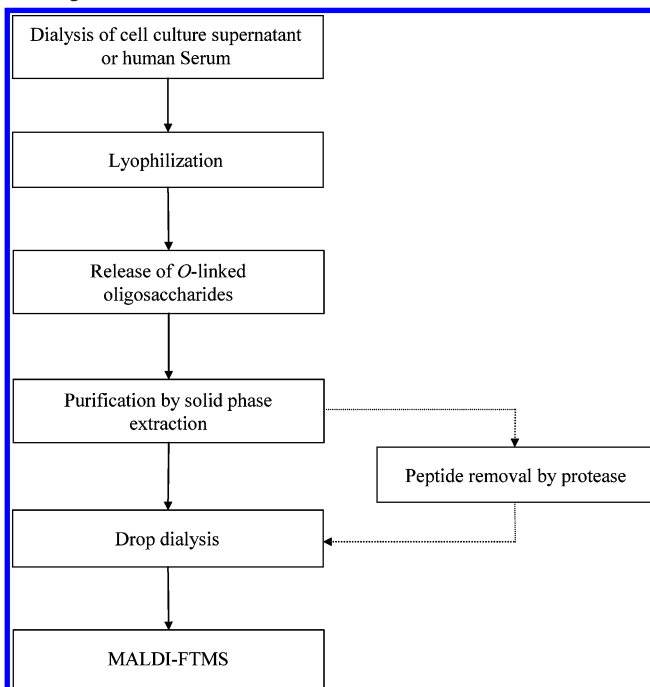 Dialysis of cell culture supernatant
or human Serum
Lyophilization
Release of O-linked
oligosaccharides
Purification by solid phase
extraction
Peptide removal by protease
Drop dialysis
MALDI-FTMS